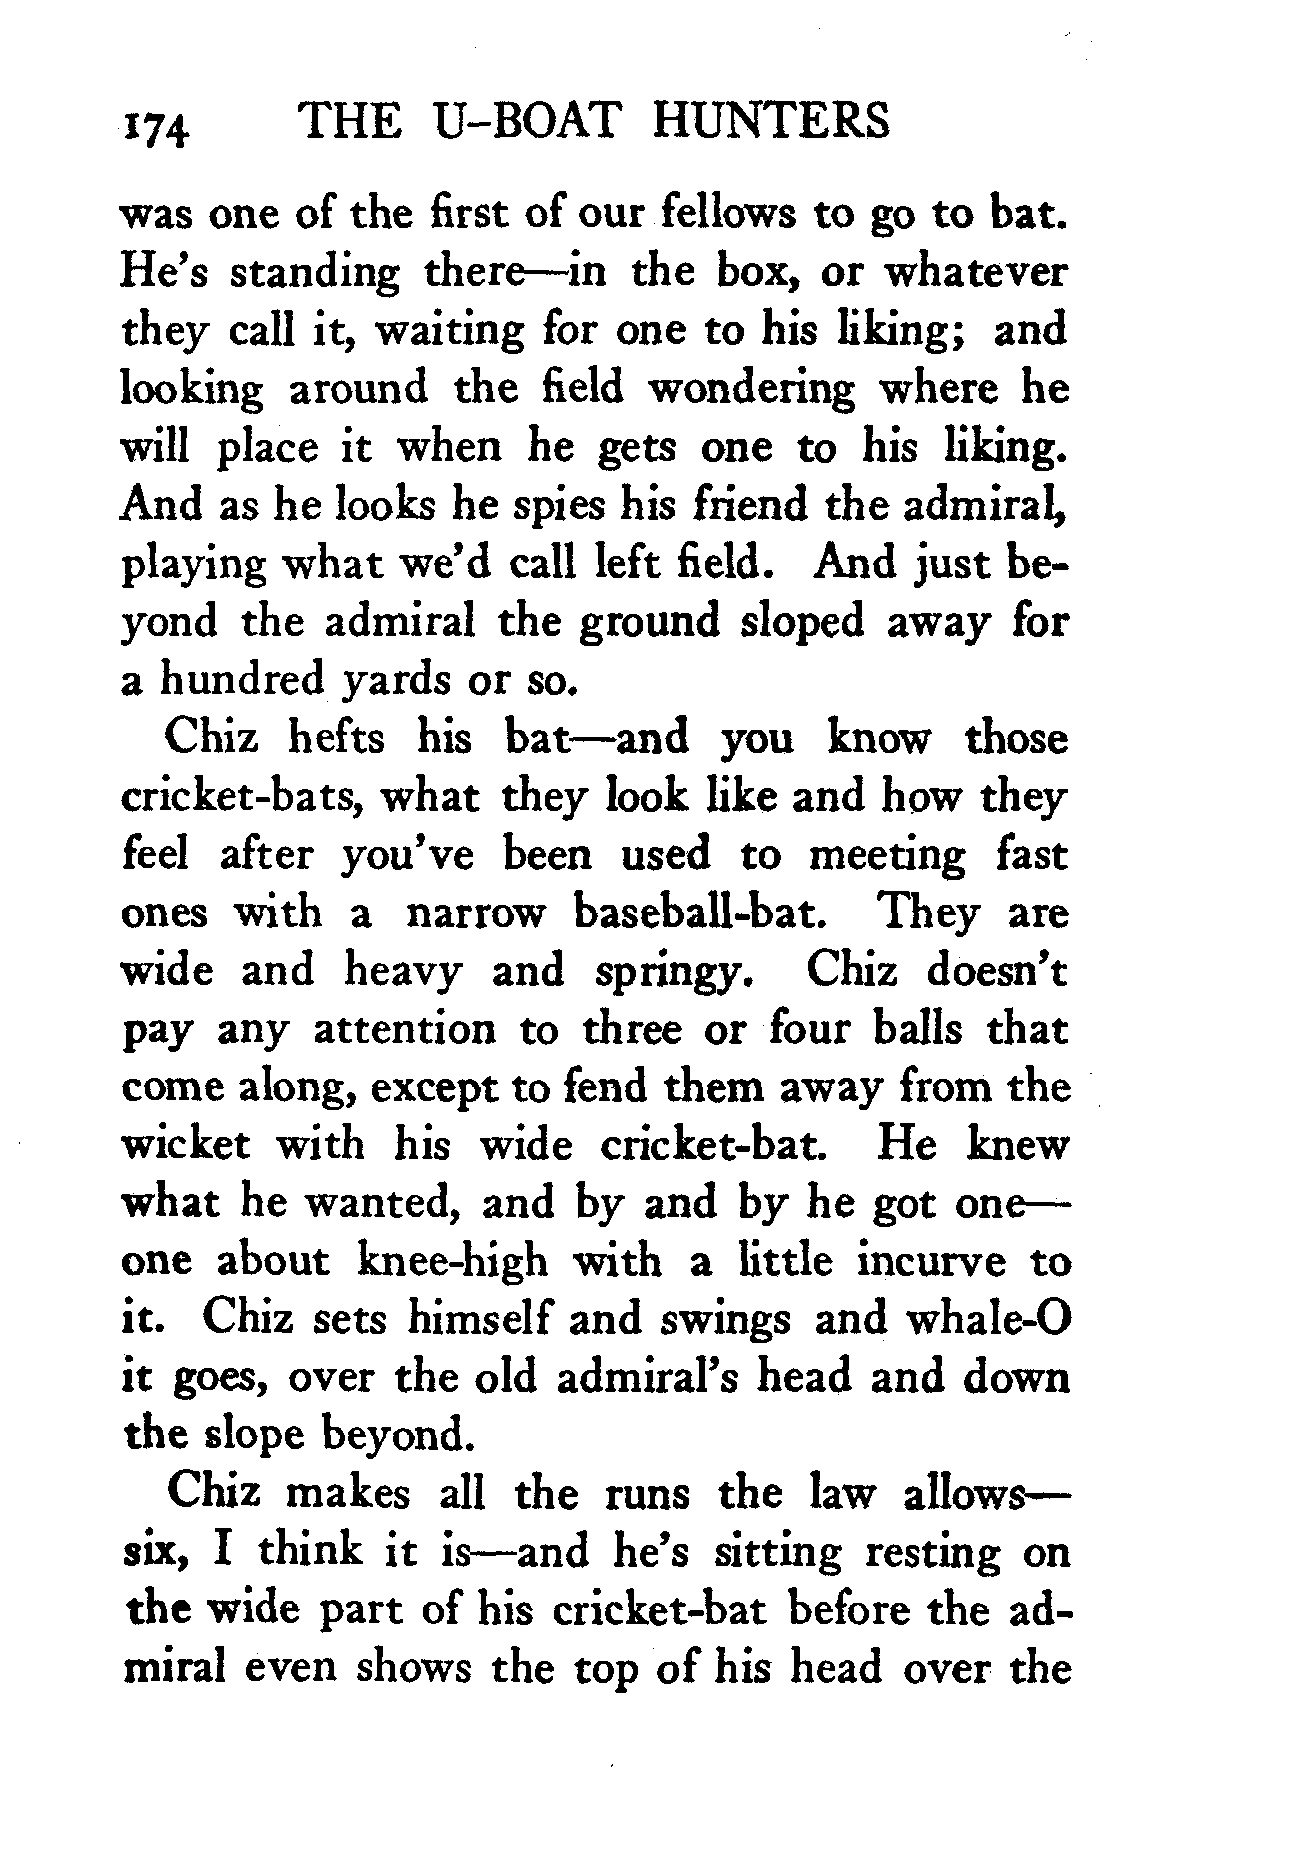 174 THE U-BOAT HUNTERS
was one of the first of our fellows to go to bat.
He's standing there—in the box, or whatever
they call it, waiting for one to his liking; and
looking around the field wondering where he
will place it when he gets one to his liking.
And as he looks he spies his friend the admiral,
playing what we'd call left field. And just be-
yond the admiral the ground sloped away for
a hundred yards or so.
Chiz hefts his bat—and you know those
cricket-bats, what they look like and how they
feel after you've been used to meeting fast
ones with a narrow baseball-bat. They are
wide and heavy and springy. Chiz doesn't
pay any attention to three or four balls that
come along, except to fend them away from the
wicket with his wide cricket-bat. He knew
what he wanted, and by and by he got one—
one about knee-high with a little incurve to
it. Chiz sets himself and swings and whale-O
it goes, over the old admiral's head and down
the slope beyond.
Chiz makes all the runs the law allows—
six, I think it is—and he's sitting resting on
the wide part of his cricket-bat before the ad-
miral even shows the top of his head over the